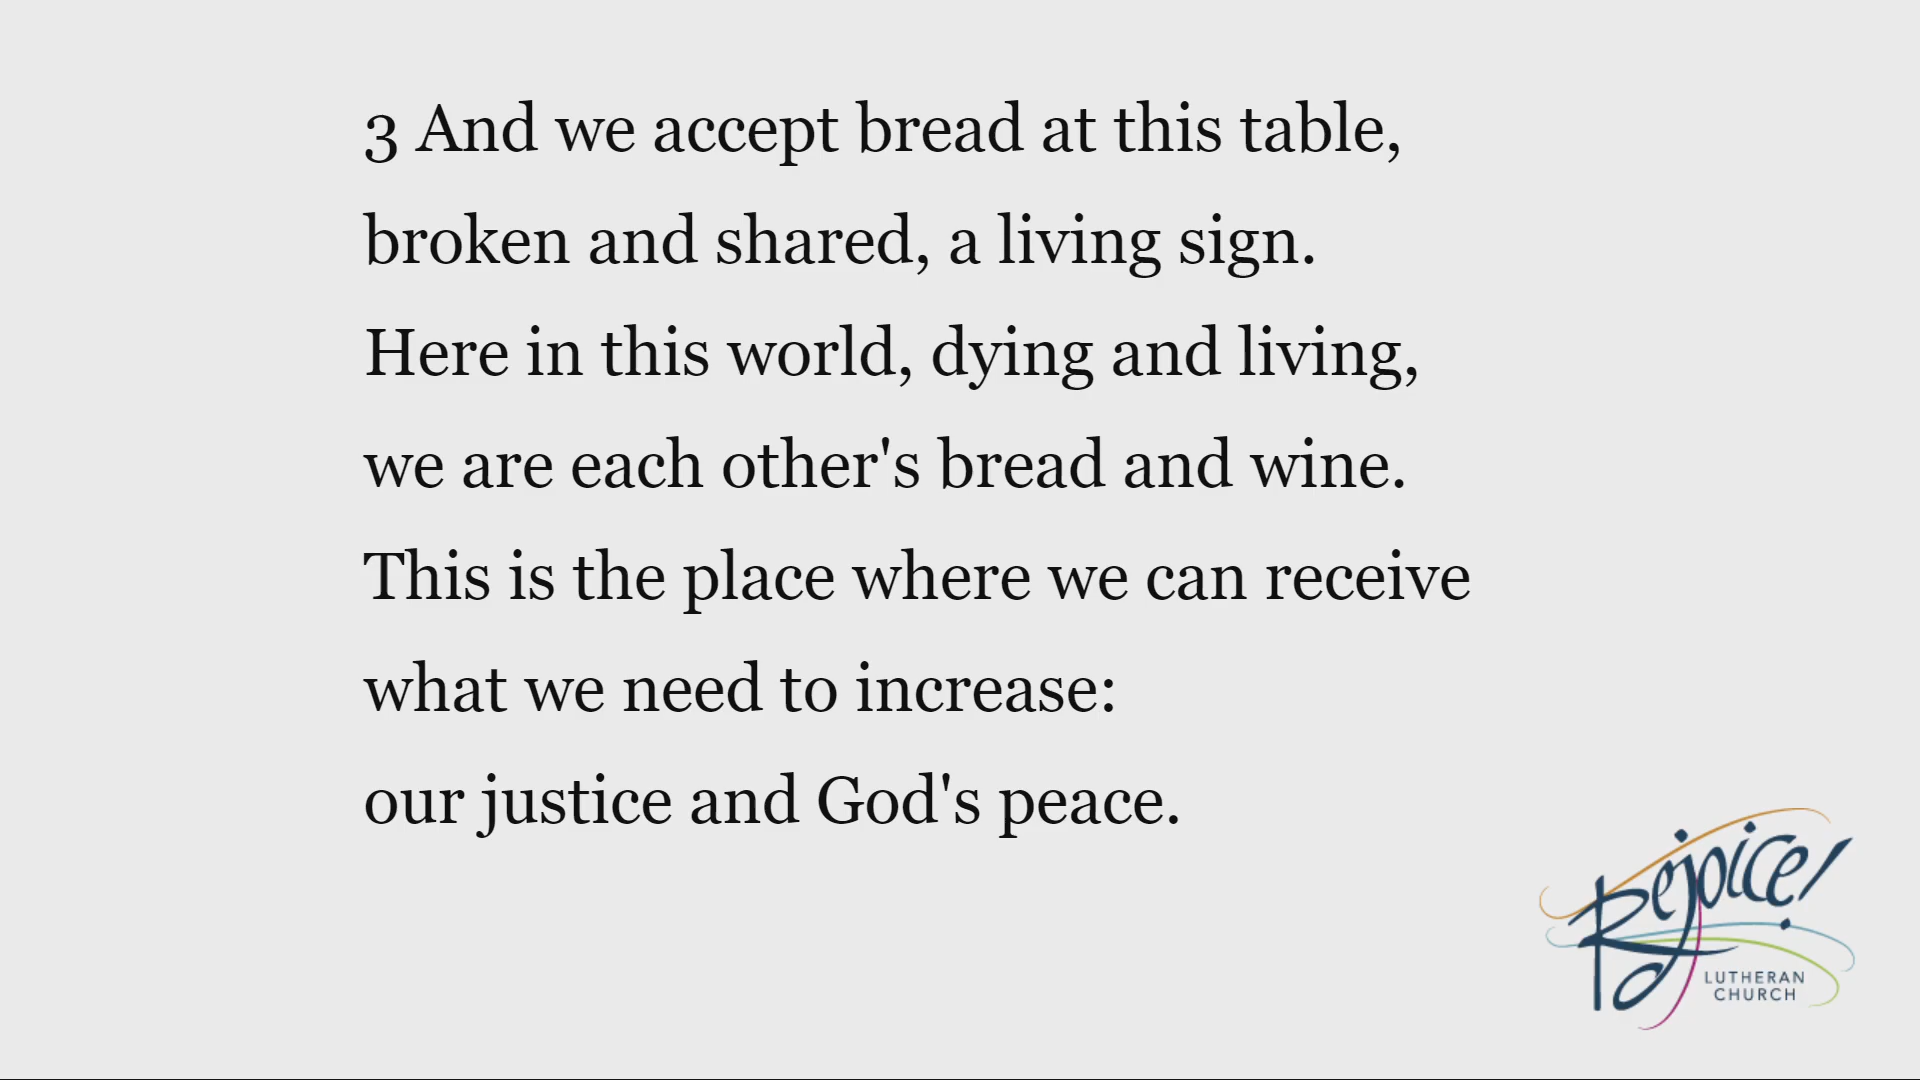 3 And we accept bread at this table,
broken and shared, a living sign.
Here in this world, dying and living,
we are each other's bread and wine.
This is the place where we can receive
what we need to increase:
our justice and God's peace.
Rejoice!
LUTHERAN
CHURCH